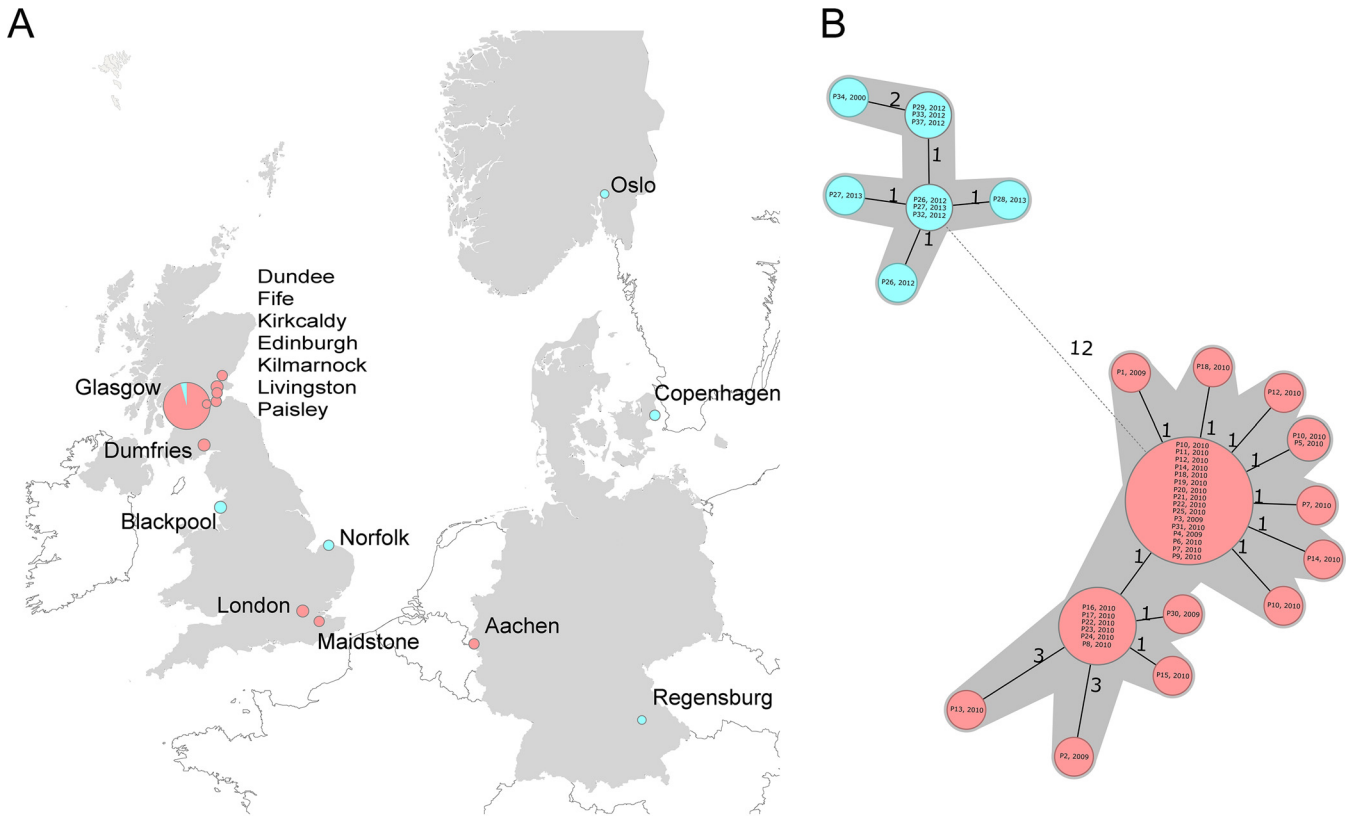 A
Oslo
Dundee
Fife
Kirkcaldy
Edinburgh
Kilmarnock
Livingston
Paisley
Glasgow
Copenhagen
Dumfries
Blackpool
Norfolk
London
Maidstone
Aachen
Regensburg
B
P34, 2000
2
P29, 2012
P33, 2012
P37, 2012
1
P27, 2013
1
P26, 2012
P27, 2013
P32, 2012
1
P28, 2013
1
P26, 2012
12
P1, 2009
P18, 2010
P12, 2010
P10, 2010
P5, 2010
1
1
1
1
P10, 2010
P11, 2010
P12, 2010
P14, 2010
P18, 2010
P19, 2010
P20, 2010
P21, 2010
P22, 2010
P25, 2010
P3, 2009
P31, 2010
P4, 2009
P6, 2010
P7, 2010
P9, 2010
1
P7, 2010
1
P14, 2010
1
P10, 2010
1
P16, 2010
P17, 2010
P22, 2010
P23, 2010
P24, 2010
P8, 2010
1
P30, 2009
1
P15, 2010
3
P13, 2010
3
P2, 2009